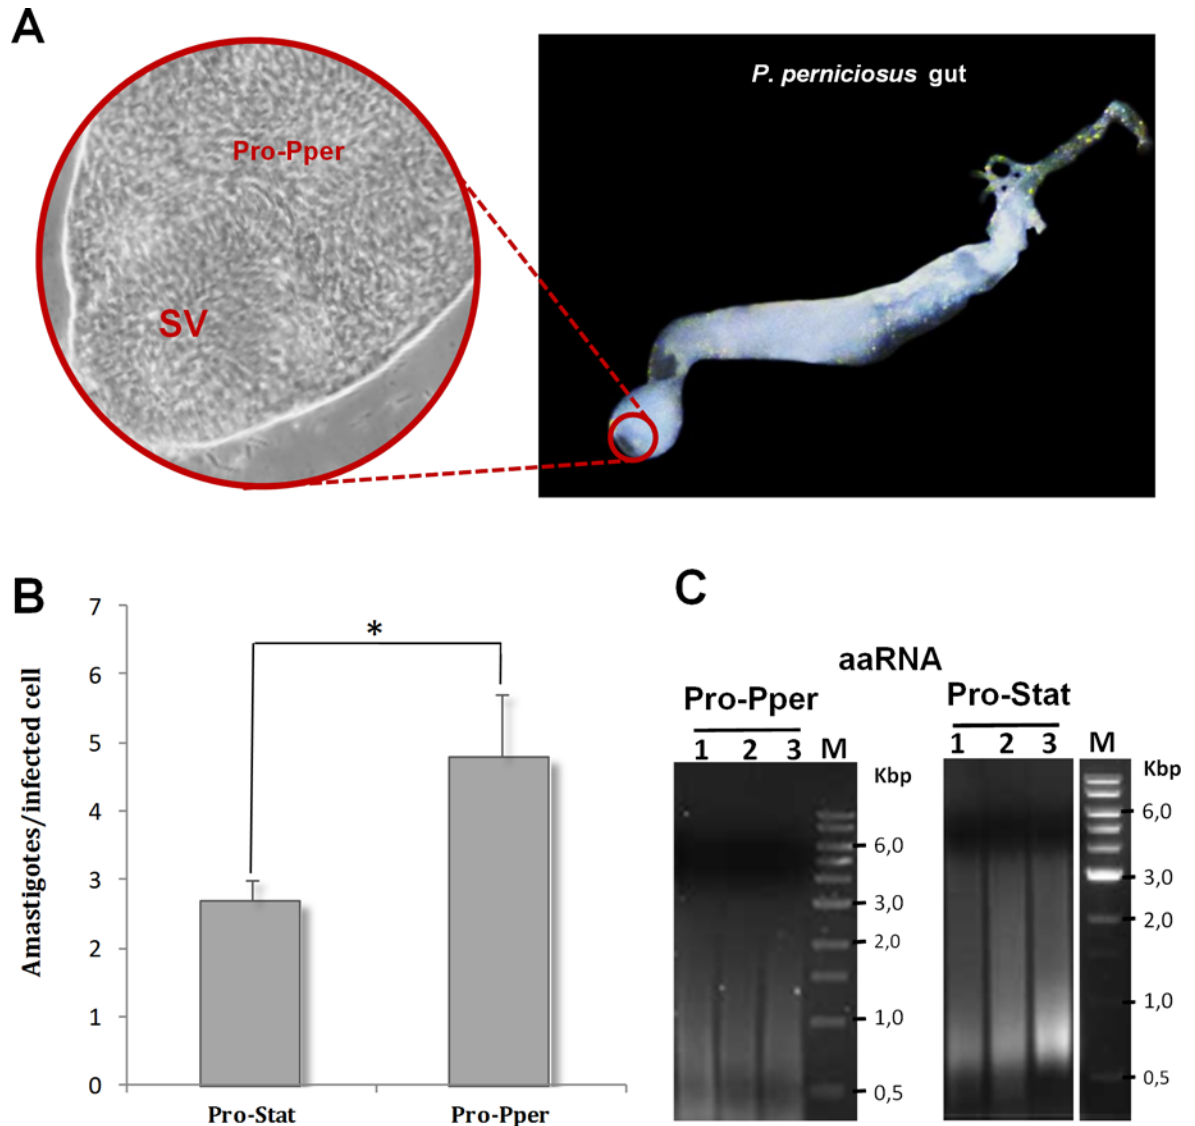 A
P. perniciosus gut
Pro-Pper
SV
B
Amastigotes/infected cell
7
6
5
4
3
2
1
0
*
Pro-Stat
Pro-Pper
C
aaRNA
Pro-Pper
1 2 3 M
Kbp
6,0
3,0
2,0
1,0
0,5
Pro-Stat
1 2 3 M
Kbp
6,0
3,0
2,0
1,0
0,5